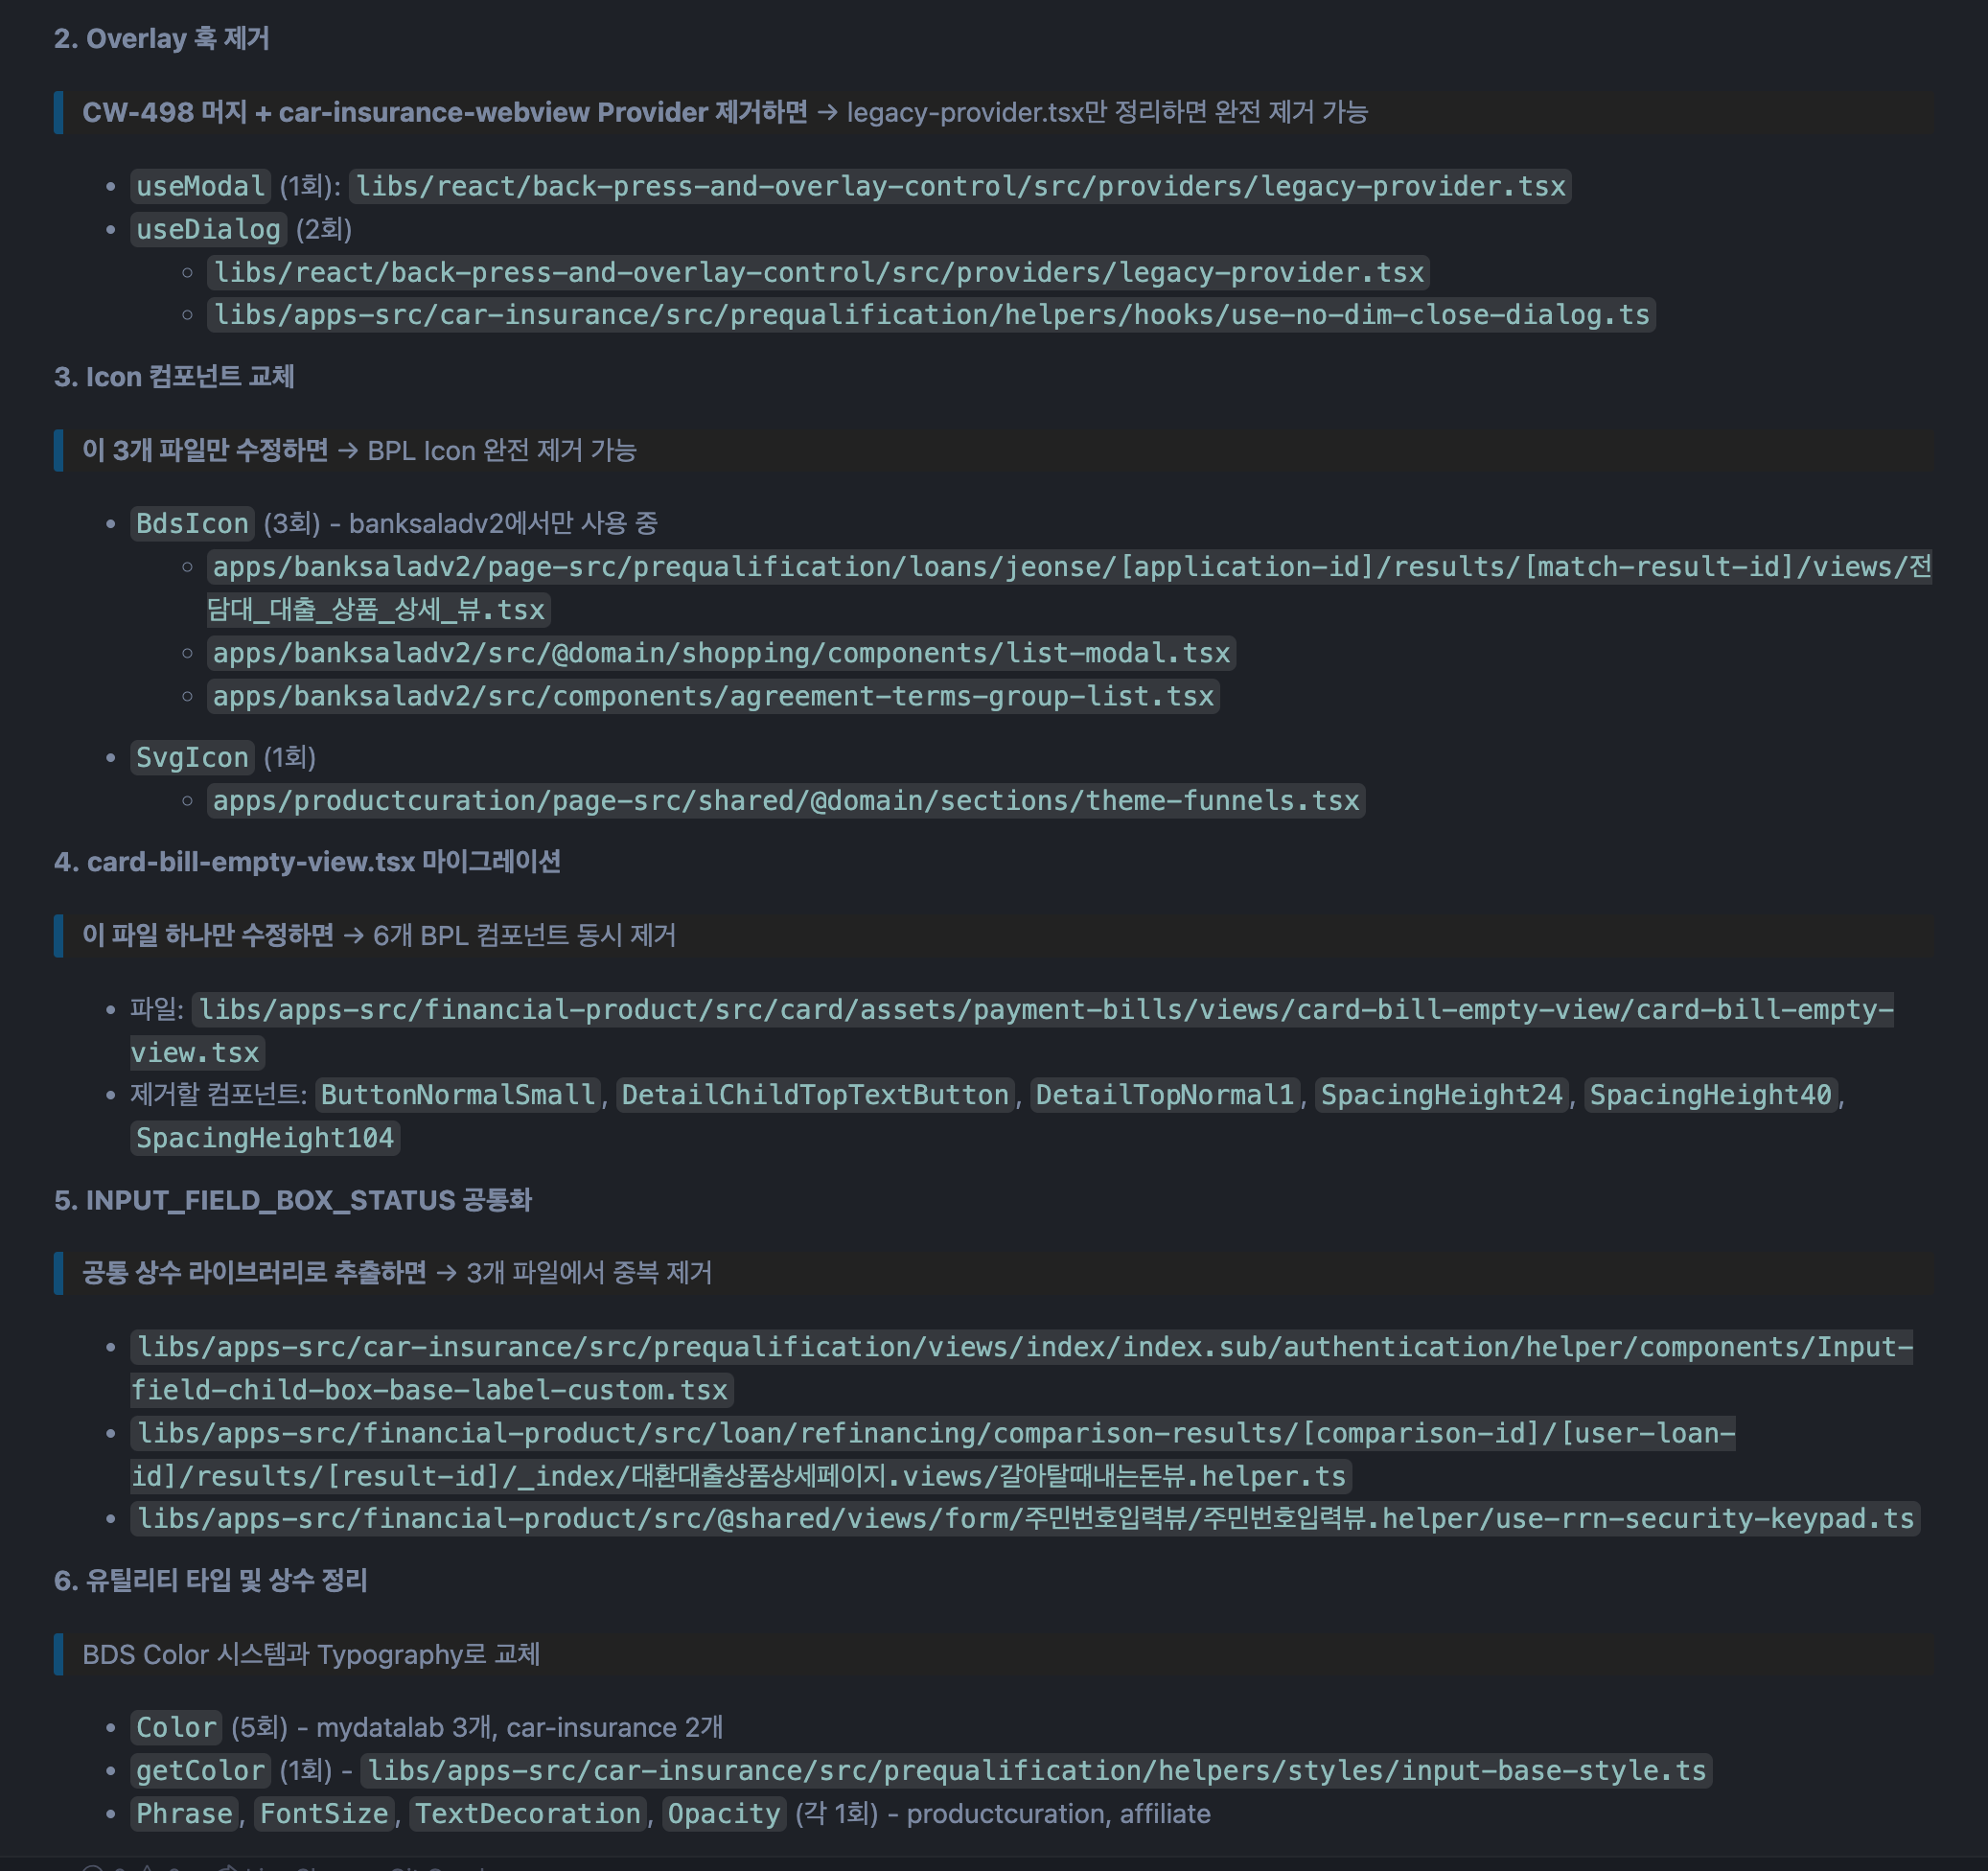 2. Overlay 훅 제거
CW-498 머지 + car-insurance-webview Provider 제거하면 → legacy-provider.tsx만 정리하면 완전 제거 가능
• useModal (1회): libs/react/back-press-and-overlay-control/src/providers/legacy-provider.tsx
• useDialog (2회)
◦ libs/react/back-press-and-overlay-control/src/providers/legacy-provider.tsx
◦ libs/apps-src/car-insurance/src/prequalification/helpers/hooks/use-no-dim-close-dialog.ts
3. Icon 컴포넌트 교체
이 3개 파일만 수정하면 → BPL Icon 완전 제거 가능
• BdsIcon (3회) - banksaladv2에서만 사용 중
◦ apps/banksaladv2/page-src/prequalification/loans/jeonse/[application-id]/results/[match-result-id]/views/전
담대_대출_상품_상세_뷰.tsx
◦ apps/banksaladv2/src/@domain/shopping/components/list-modal.tsx
◦ apps/banksaladv2/src/components/agreement-terms-group-list.tsx
• SvgIcon (1회)
◦ apps/productcuration/page-src/shared/@domain/sections/theme-funnels.tsx
4. card-bill-empty-view.tsx 마이그레이션
이 파일 하나만 수정하면 → 6개 BPL 컴포넌트 동시 제거
• 파일: libs/apps-src/financial-product/src/card/assets/payment-bills/views/card-bill-empty-view/card-bill-empty-
view.tsx
• 제거할 컴포넌트: ButtonNormalSmall, DetailChildTopTextButton, DetailTopNormal1, SpacingHeight24, SpacingHeight40,
SpacingHeight104
5. INPUT_FIELD_BOX_STATUS 공통화
공통 상수 라이브러리로 추출하면 → 3개 파일에서 중복 제거
• libs/apps-src/car-insurance/src/prequalification/views/index/index.sub/authentication/helper/components/Input-
field-child-box-base-label-custom.tsx
• libs/apps-src/financial-product/src/loan/refinancing/comparison-results/[comparison-id]/[user-loan-
id]/results/[result-id]/_index/대환대출상품상세페이지.views/갈아탈때내는돈뷰.helper.ts
• libs/apps-src/financial-product/src/@shared/views/form/주민번호입력뷰/주민번호입력뷰.helper/use-rrn-security-keypad.ts
6. 유틸리티 타입 및 상수 정리
BDS Color 시스템과 Typography로 교체
• Color (5회) - mydatalab 3개, car-insurance 2개
• getColor (1회) - libs/apps-src/car-insurance/src/prequalification/helpers/styles/input-base-style.ts
• Phrase, FontSize, TextDecoration, Opacity (각 1회) - productcuration, affiliate